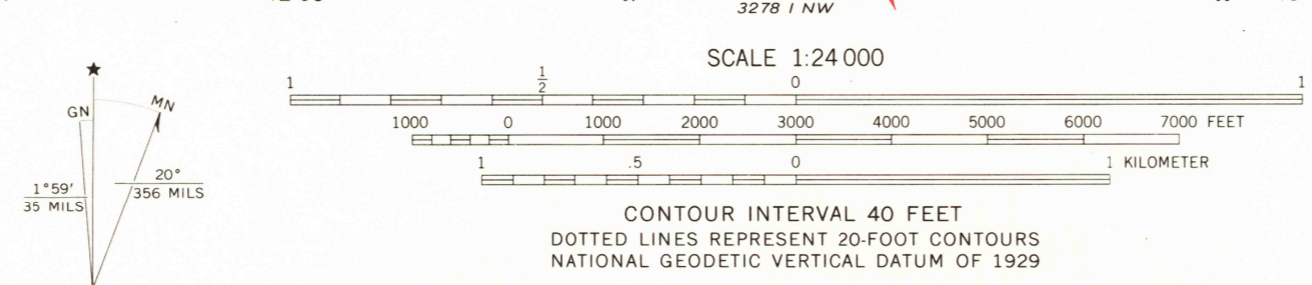 3278 I NW
SCALE 1:24 000
1 1/2 0 1
1000 0 1000 2000 3000 4000 5000 6000 7000 FEET
1 .5 0 1 KILOMETER
CONTOUR INTERVAL 40 FEET
DOTTED LINES REPRESENT 20-FOOT CONTOURS
NATIONAL GEODETIC VERTICAL DATUM OF 1929
GN
MN
1°59′
35 MILS
20°
356 MILS